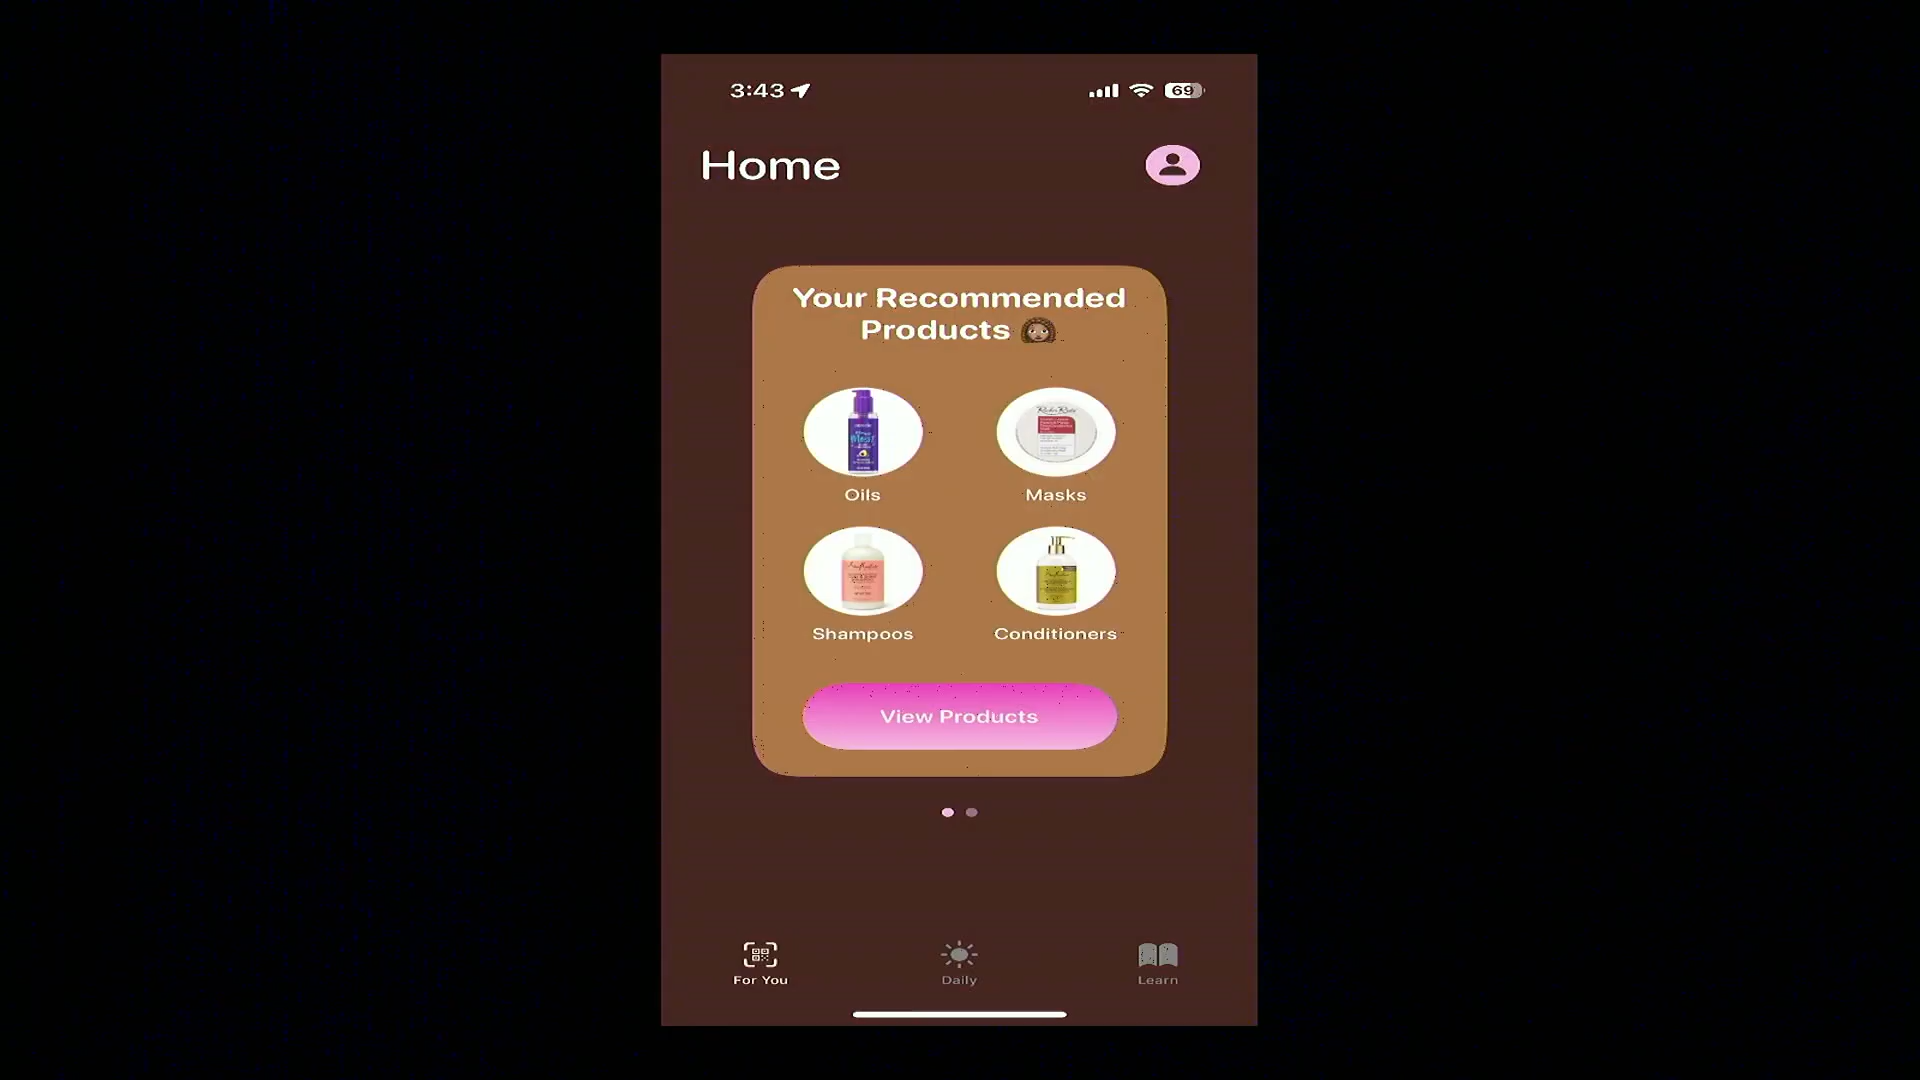 3:43
69
Home
Your Recommended
Products
Oils
Masks
Shampoos
Conditioners
View Products
For You
Daily
Learn